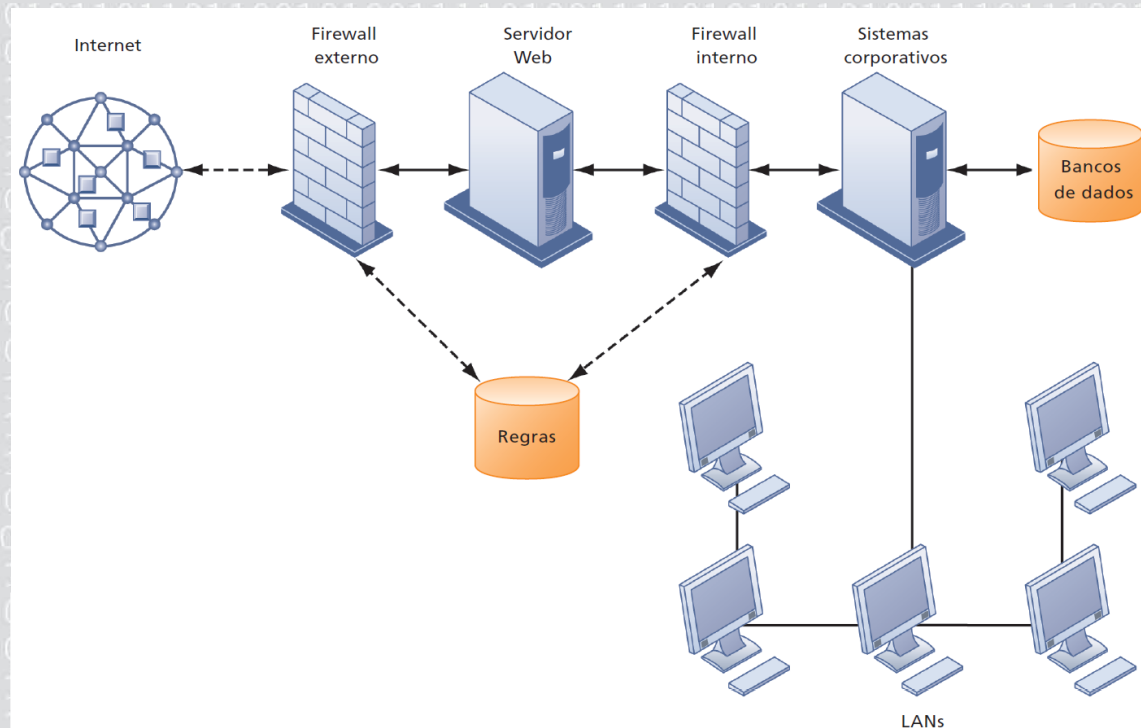 Internet
Firewall
externo
Servidor
Web
Firewall
interno
Sistemas
corporativos
Bancos
de dados
Regras
LANs